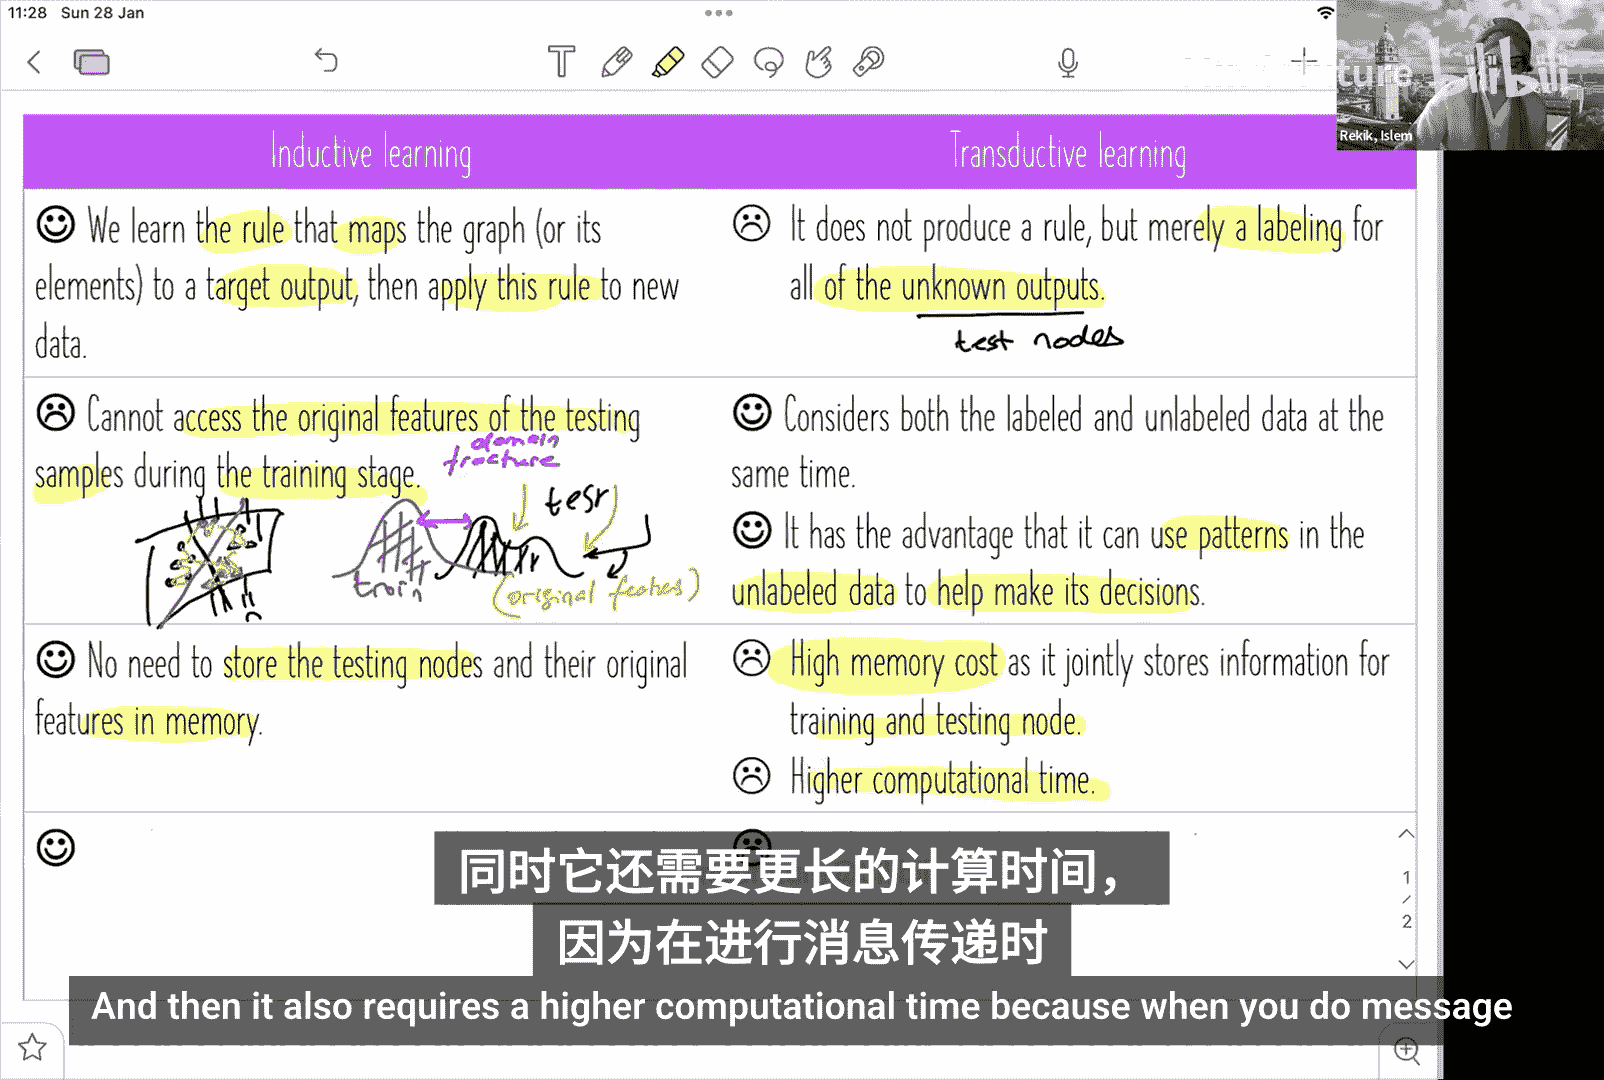 11:28 Sun 28 Jan
ture
bilibili
Rekik, Islem
Inductive learning
Transductive learning
We learn the rule that maps the graph (or its
elements) to a target output, then apply this rule to new
data.
It does not produce a rule, but merely a labeling for
all of the unknown outputs.
test nodes
Cannot access the original features of the testing
samples during the training stage.
domain
fracture
test
train
(original features)
Considers both the labeled and unlabeled data at the
same time.
It has the advantage that it can use patterns in the
unlabeled data to help make its decisions.
No need to store the testing nodes and their original
features in memory.
High memory cost as it jointly stores information for
training and testing node.
Higher computational time.
1
2
同时它还需要更长的计算时间，
因为在进行消息传递时
And then it also requires a higher computational time because when you do message